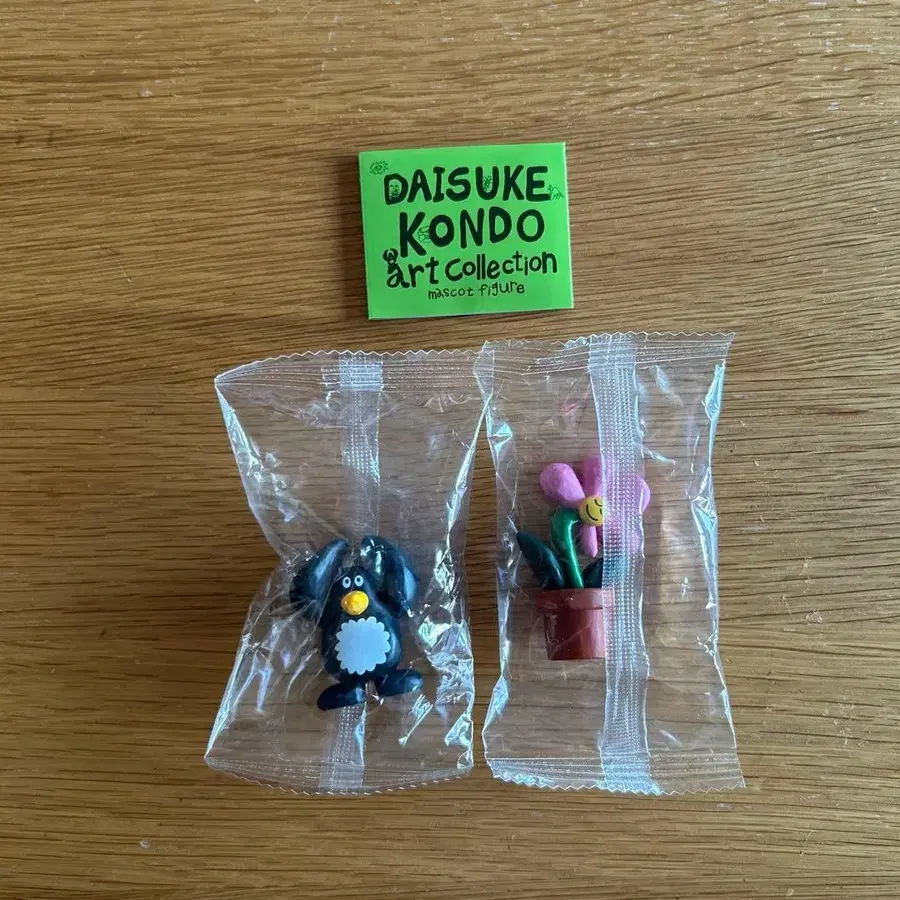 DAISUKE
KONDO
art collection
mascot figure